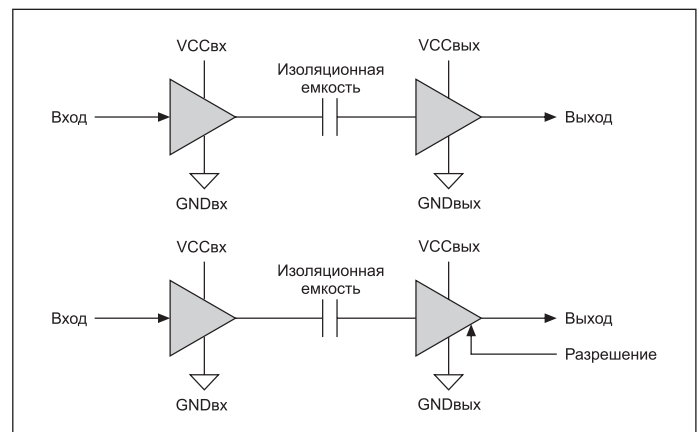 VCCвх
Изоляционная
емкость
VCCвых
Вход
Выход
GNDвх
GNDвых
VCCвх
Изоляционная
емкость
VCCвых
Вход
Выход
Разрешение
GNDвх
GNDвых